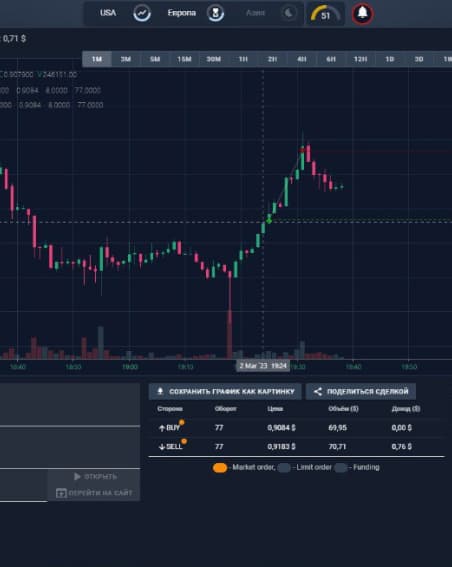 USA Европа Азия 51
0,71 $
1M 3M 5M 15M 30M 1H 2H 4H 6H 12H 1D 3D
0.907900 V 246151.00
0.9084 8.0000 77.0000
000 0.9084 8.0000 77.0000
18:40 18:50 19:00 19:10 2 Mar '23 19:24 19:30 19:40 19:50
СОХРАНИТЬ ГРАФИК КАК КАРТИНКУ ПОДЕЛИТЬСЯ СДЕЛКОЙ
Сторона Оборот Цена Объём ($) Доход ($)
BUY 77 0,9084 $ 69,95 0,00 $
SELL 77 0,9183 $ 70,71 0,76 $
- Market order, - Limit order - Funding
ОТКРЫТЬ
ПЕРЕЙТИ НА САЙТ